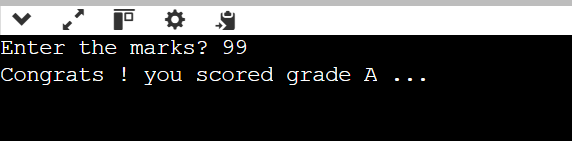 Enter the marks? 99
Congrats ! you scored grade A ...